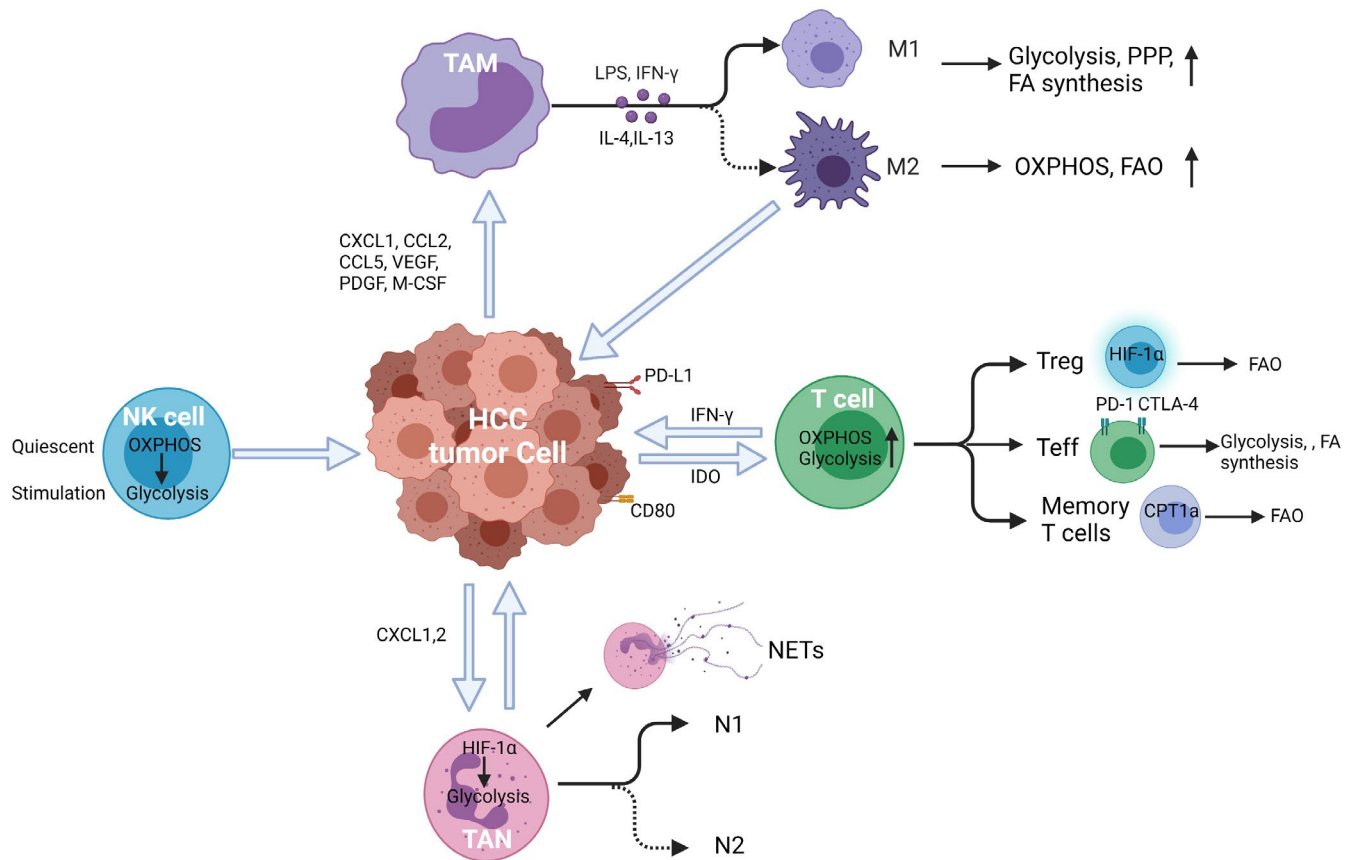 TAM
LPS, IFN-γ
IL-4,IL-13
M1
Glycolysis, PPP,
FA synthesis
M2
OXPHOS, FAO
CXCL1, CCL2,
CCL5, VEGF,
PDGF, M-CSF
NK cell
OXPHOS
Glycolysis
Quiescent
Stimulation
HCC
tumor Cell
PD-L1
CD80
IFN-γ
IDO
T cell
OXPHOS
Glycolysis
Treg
HIF-1α
FAO
PD-1 CTLA-4
Teff
Glycolysis, , FA
synthesis
Memory
T cells
CPT1a
FAO
CXCL1,2
NETs
HIF-1α
Glycolysis
TAN
N1
N2